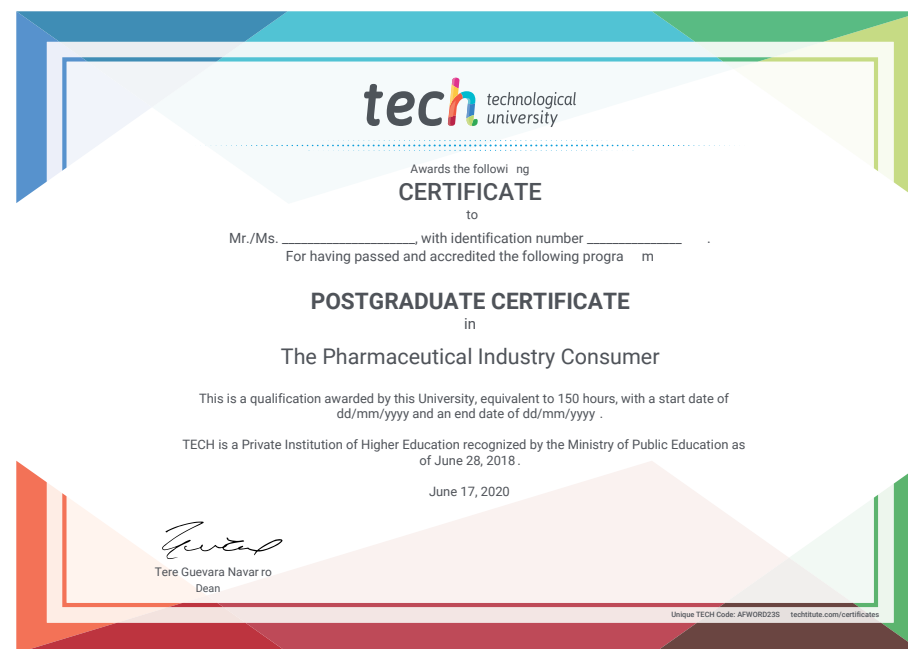 tech technological
university
Awards the followi ng
CERTIFICATE
to
Mr./Ms. ____________________, with identification number ______________ .
For having passed and accredited the following progra m
POSTGRADUATE CERTIFICATE
in
The Pharmaceutical Industry Consumer
This is a qualification awarded by this University, equivalent to 150 hours, with a start date of
dd/mm/yyyy and an end date of dd/mm/yyyy .
TECH is a Private Institution of Higher Education recognized by the Ministry of Public Education as
of June 28, 2018 .
June 17, 2020
Tere Guevara Navar ro
Dean
Unique TECH Code: AFWORD23S techtitute.com/certificates